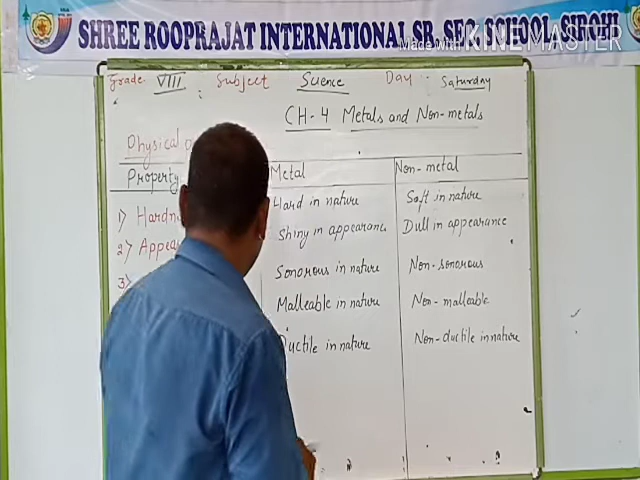 SHREE ROOPRAJAT INTERNATIONAL SR. SEC. SCHOOL, SIROHI
Made with KINEMASTER
Grade VIII : Subject Science Day : Saturday
CH-4 Metals and Non-metals
Physical
Property Metal Non-metal
1) Hard in nature Soft in nature
2) Shiny in appearance Dull in appearance
3) Sonorous in nature Non-sonorous
Malleable in nature Non-malleable
Ductile in nature Non-ductile in nature